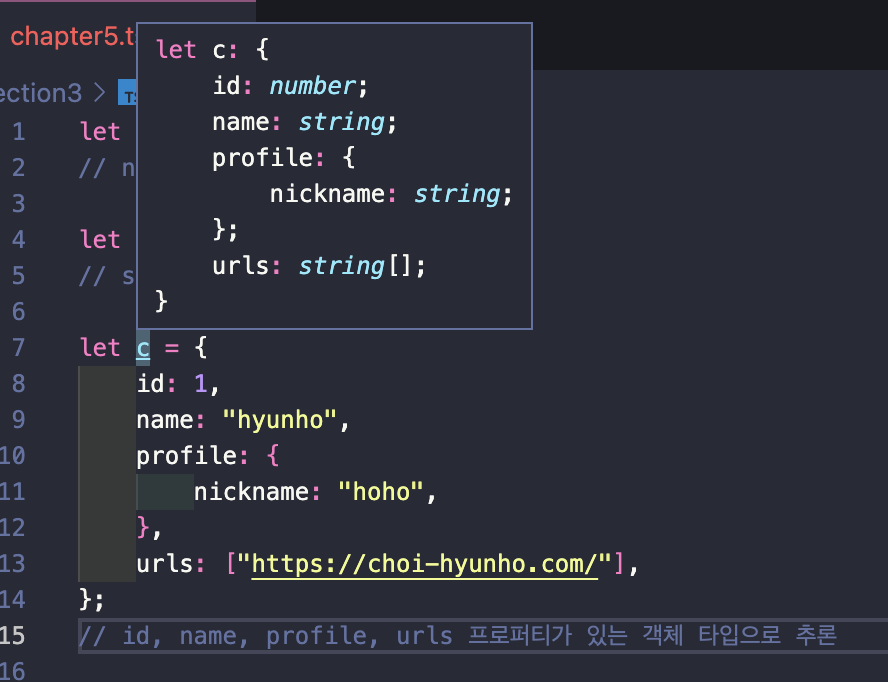 chapter5.t
let c: {
id: number;
name: string;
profile: {
nickname: string;
};
urls: string[];
}
ection3 >
1 let
2 // n
3
4 let
5 // s
6
7 let c = {
8 id: 1,
9 name: "hyunho",
10 profile: {
11 nickname: "hoho",
12 },
13 urls: ["https://choi-hyunho.com/"],
14 };
15 // id, name, profile, urls 프로퍼티가 있는 객체 타입으로 추론
16